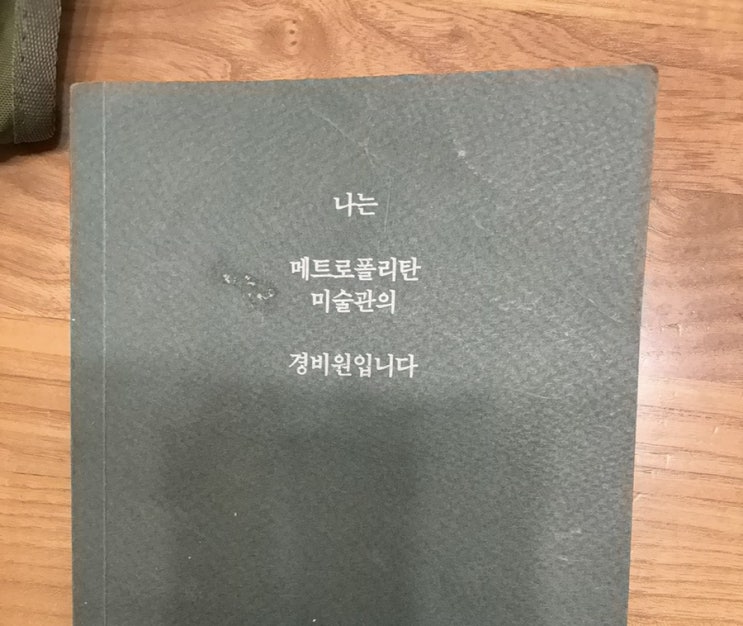 나는
메트로폴리탄
미술관의
경비원입니다